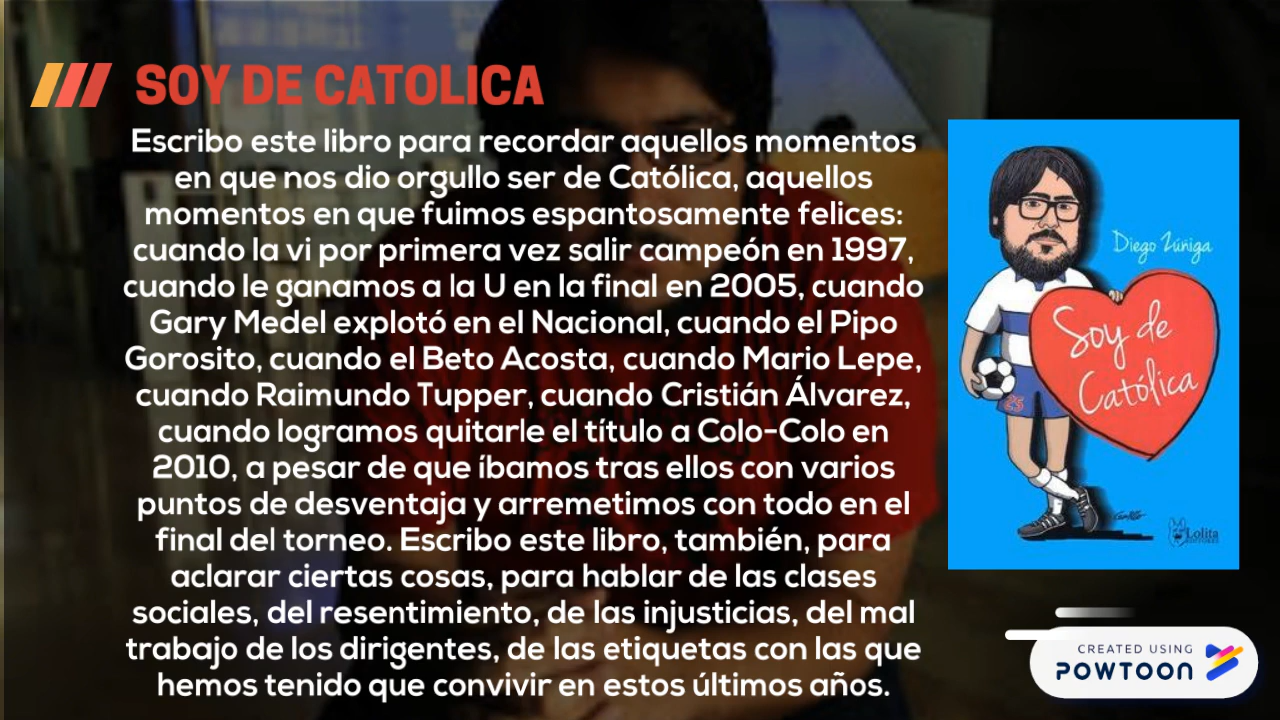 SOY DE CATOLICA
Escribo este libro para recordar aquellos momentos
en que nos dio orgullo ser de Católica, aquellos
momentos en que fuimos espantosamente felices:
cuando la vi por primera vez salir campeón en 1997,
cuando le ganamos a la U en la final en 2005, cuando
Gary Medel explotó en el Nacional, cuando el Pipo
Gorosito, cuando el Beto Acosta, cuando Mario Lepe,
cuando Raimundo Tupper, cuando Cristián Álvarez,
cuando logramos quitarle el título a Colo-Colo en
2010, a pesar de que íbamos tras ellos con varios
puntos de desventaja y arremetimos con todo en el
final del torneo. Escribo este libro, también, para
aclarar ciertas cosas, para hablar de las clases
sociales, del resentimiento, de las injusticias, del mal
trabajo de los dirigentes, de las etiquetas con las que
hemos tenido que convivir en estos últimos años.
Diego Zúñiga
Soy de
Católica
25
Lolita
EDITORES
CREATED USING
POWTOON